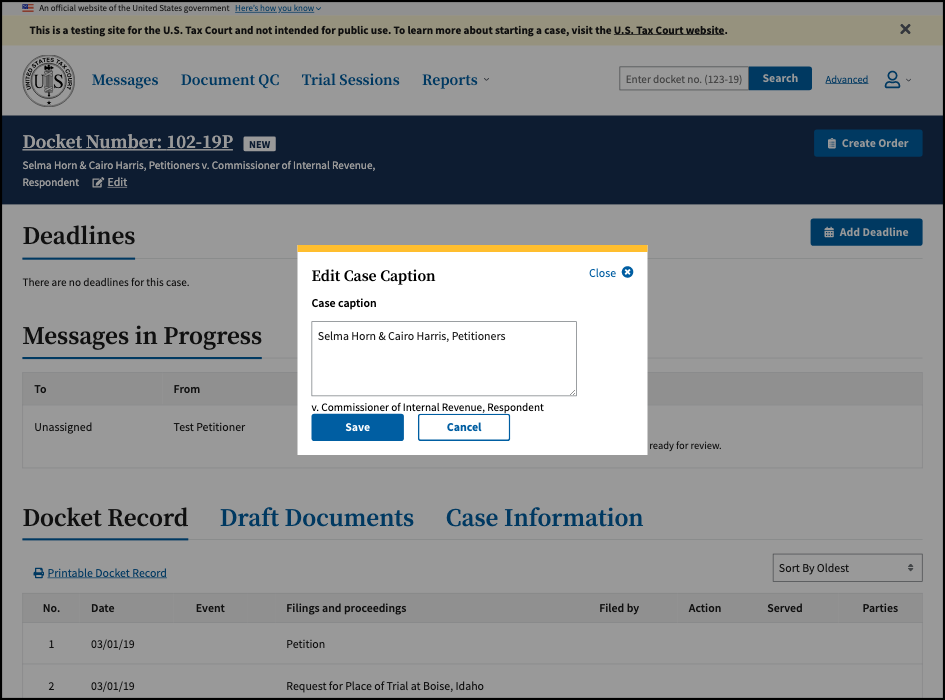 An official website of the United States government Here's how you know
This is a testing site for the U.S. Tax Court and not intended for public use. To learn more about starting a case, visit the U.S. Tax Court website.
UNITED STATES TAX COURT
US
Messages Document QC Trial Sessions Reports
Enter docket no. (123-19) Search Advanced
Docket Number: 102-19P NEW
Create Order
Selma Horn & Cairo Harris, Petitioners v. Commissioner of Internal Revenue,
Respondent Edit
Deadlines
Add Deadline
There are no deadlines for this case.
Edit Case Caption
Close
Case caption
Selma Horn & Cairo Harris, Petitioners
v. Commissioner of Internal Revenue, Respondent
Save Cancel
Messages in Progress
To From
Unassigned Test Petitioner
ready for review.
Docket Record Draft Documents Case Information
Printable Docket Record
Sort By Oldest
No. Date Event Filings and proceedings Filed by Action Served Parties
1 03/01/19 Petition
2 03/01/19 Request for Place of Trial at Boise, Idaho